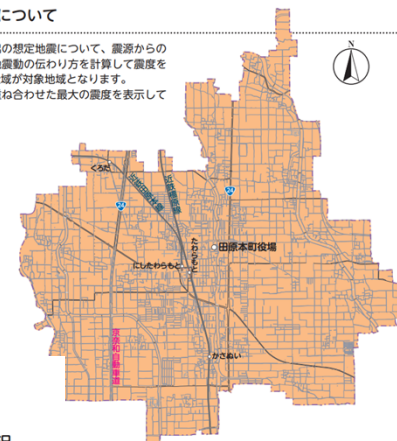 について
の想定地震について、震源からの
震動の伝わり方を計算して震度を
域が対象地域となります。
ね合わせた最大の震度を表示して
N
くろだ
近鉄田原本線
近鉄橿原線
24
24
たわらもと
田原本町役場
にしたわらもと
京奈和自動車道
かさぬい